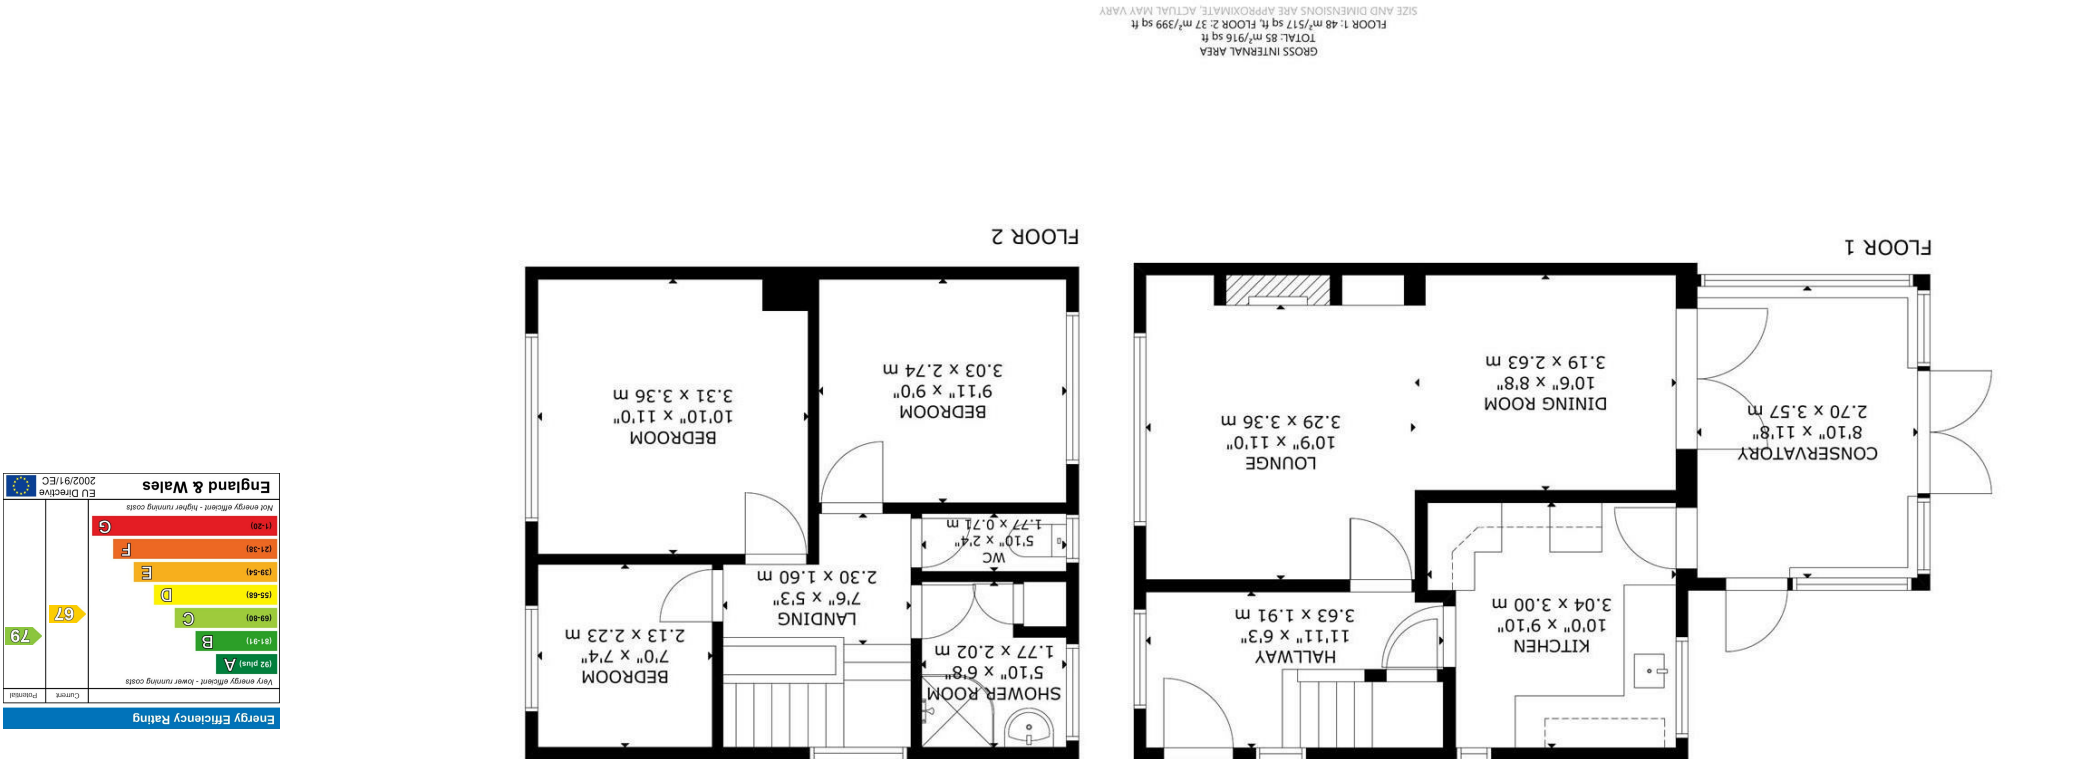 FLOOR 1
CONSERVATORY
8'10" x 11'8"
2.70 x 3.57 m
KITCHEN
10'0" x 9'10"
3.04 x 3.00 m
DINING ROOM
10'6" x 8'8"
3.19 x 2.63 m
HALLWAY
11'11" x 6'3"
3.63 x 1.91 m
LOUNGE
10'9" x 11'0"
3.29 x 3.36 m
FLOOR 2
SHOWER ROOM
5'10" x 6'8"
1.77 x 2.02 m
WC
5'10" x 2'4"
1.77 x 0.71 m
LANDING
7'6" x 5'3"
2.30 x 1.60 m
BEDROOM
9'11" x 9'0"
3.03 x 2.74 m
BEDROOM
7'0" x 7'4"
2.13 x 2.23 m
BEDROOM
10'10" x 11'0"
3.31 x 3.36 m
GROSS INTERNAL AREA
TOTAL: 85 m²/916 sq ft
FLOOR 1: 48 m²/517 sq ft, FLOOR 2: 37 m²/399 sq ft
SIZE AND DIMENSIONS ARE APPROXIMATE, ACTUAL MAY VARY
Energy Efficiency Rating
Current Potential
Very energy efficient - lower running costs
(92 plus) A
(81-91) B
(69-80) C
(55-68) D
(39-54) E
(21-38) F
(1-20) G
67
79
Not energy efficient - higher running costs
England & Wales
EU Directive
2002/91/EC